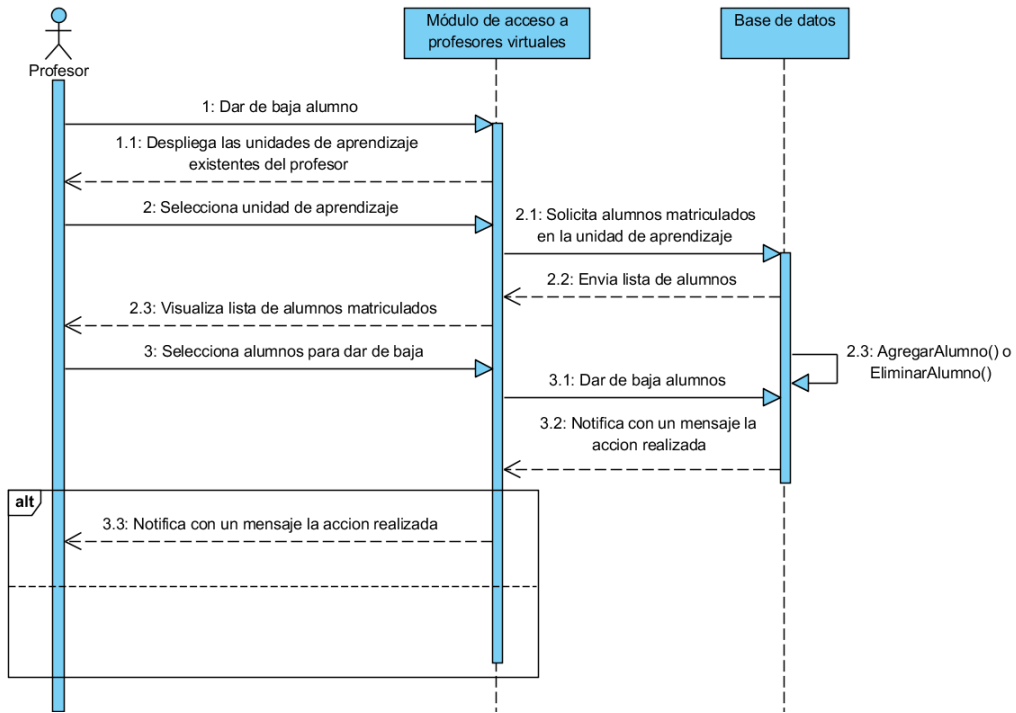 Profesor
Módulo de acceso a
profesores virtuales
Base de datos
1: Dar de baja alumno
1.1: Despliega las unidades de aprendizaje
existentes del profesor
2: Selecciona unidad de aprendizaje
2.1: Solicita alumnos matriculados
en la unidad de aprendizaje
2.2: Envia lista de alumnos
2.3: Visualiza lista de alumnos matriculados
3: Selecciona alumnos para dar de baja
2.3: AgregarAlumno() o
EliminarAlumno()
3.1: Dar de baja alumnos
3.2: Notifica con un mensaje la
accion realizada
alt
3.3: Notifica con un mensaje la accion realizada